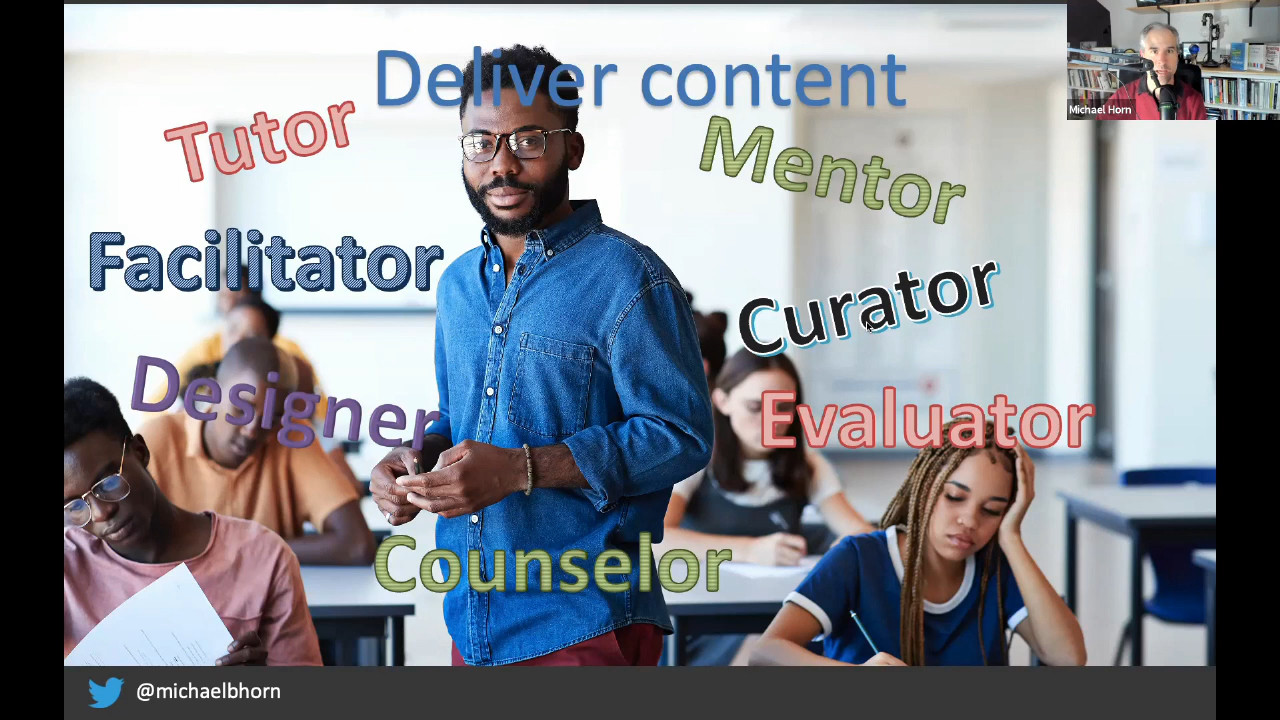 Deliver content
Tutor
Mentor
Facilitator
Curator
Designer
Evaluator
Counselor
@michaelbhorn
Michael Horn